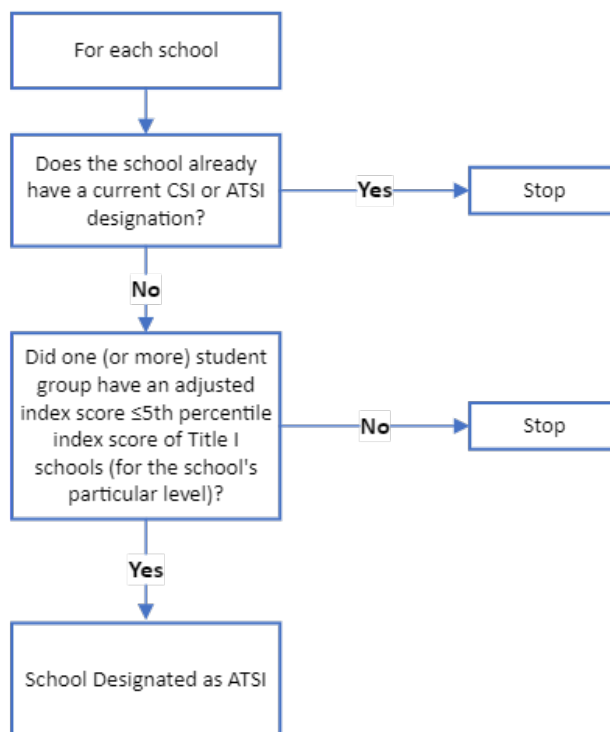 For each school
Does the school already
have a current CSI or ATSI
designation?
Yes
Stop
No
Did one (or more) student
group have an adjusted
index score ≤5th percentile
index score of Title I
schools (for the school's
particular level)?
No
Stop
Yes
School Designated as ATSI